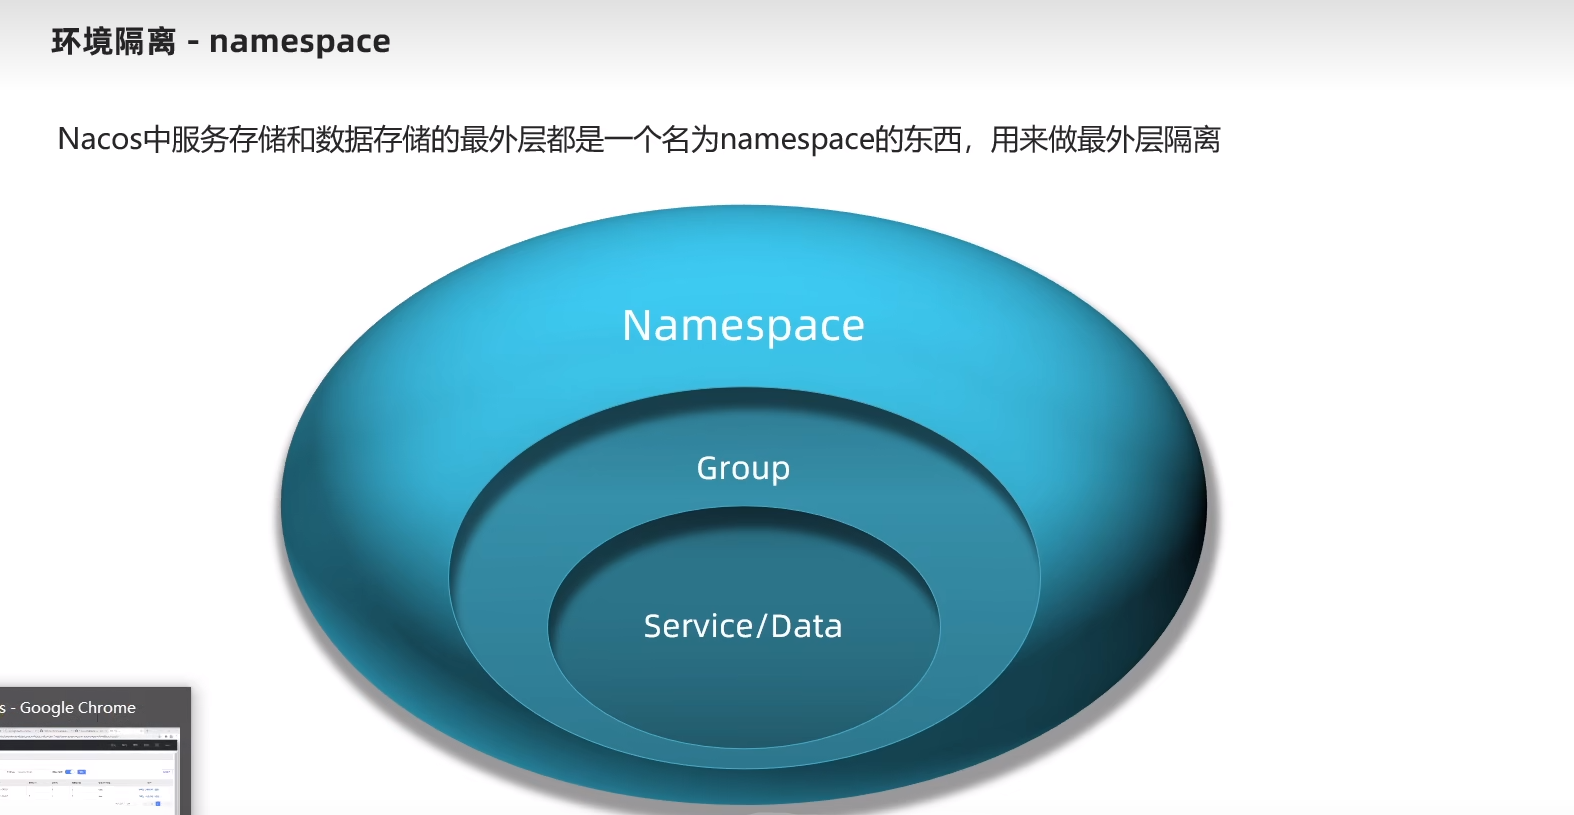 环境隔离 - namespace
Nacos中服务存储和数据存储的最外层都是一个名为namespace的东西，用来做最外层隔离
Namespace
Group
Service/Data
s - Google Chrome